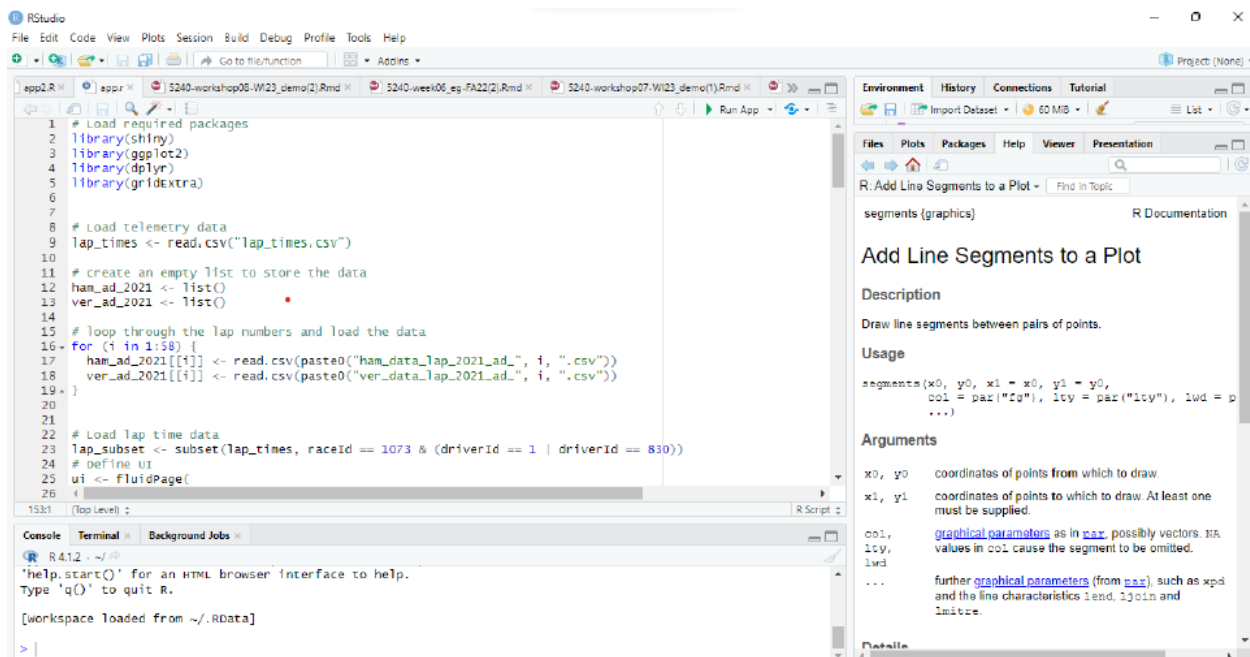 RStudio
File Edit Code View Plots Session Build Debug Profile Tools Help
Go to file/function
Addins
Project: (None)
app2.R
app.r
5240-workshop08-WI23_demo(2).Rmd
5240-week06_eg-FA22(2).Rmd
5240-workshop07-WI23_demo(1).Rmd
Run App
1 # Load required packages
2 library(shiny)
3 library(ggplot2)
4 library(dplyr)
5 library(gridExtra)
6
7
8 # Load telemetry data
9 lap_times <- read.csv("lap_times.csv")
10
11 # create an empty list to store the data
12 ham_ad_2021 <- list()
13 ver_ad_2021 <- list()
14
15 # loop through the lap numbers and load the data
16 for (i in 1:58) {
17 ham_ad_2021[[i]] <- read.csv(paste0("ham_data_lap_2021_ad_", i, ".csv"))
18 ver_ad_2021[[i]] <- read.csv(paste0("ver_data_lap_2021_ad_", i, ".csv"))
19 }
20
21
22 # Load lap time data
23 lap_subset <- subset(lap_times, raceId == 1073 & (driverId == 1 | driverId == 830))
24 # Define UI
25 ui <- fluidPage(
26
153:1 (Top Level) R Script
Console Terminal Background Jobs
R 4.1.2 · ~/
'help.start()' for an HTML browser interface to help.
Type 'q()' to quit R.
[Workspace loaded from ~/.RData]
>
Environment History Connections Tutorial
Import Dataset 60 MiB List
Files Plots Packages Help Viewer Presentation
R: Add Line Segments to a Plot Find in Topic
segments {graphics} R Documentation
Add Line Segments to a Plot
Description
Draw line segments between pairs of points.
Usage
segments(x0, y0, x1 = x0, y1 = y0,
col = par("fg"), lty = par("lty"), lwd = p
...)
Arguments
x0, y0 coordinates of points from which to draw.
x1, y1 coordinates of points to which to draw. At least one
must be supplied.
col, graphical parameters as in par, possibly vectors. NA
lty, values in col cause the segment to be omitted.
lwd
... further graphical parameters (from par), such as xpd
and the line characteristics lend, ljoin and
lmitre.
Details